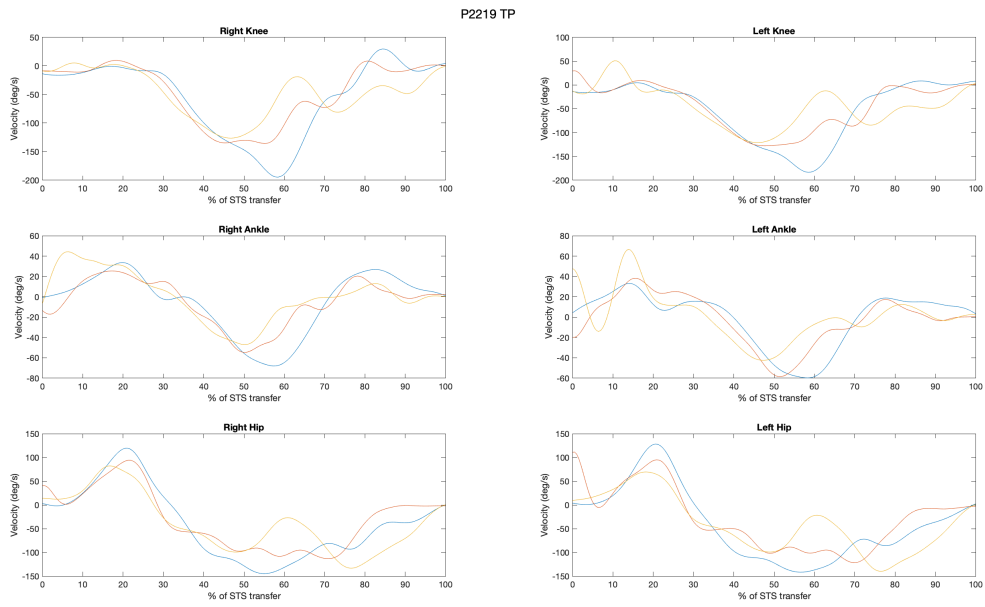 P2219 TP
Right Knee
Velocity (deg/s)
50
0
-50
-100
-150
-200
0 10 20 30 40 50 60 70 80 90 100
% of STS transfer
Left Knee
Velocity (deg/s)
100
50
0
-50
-100
-150
-200
0 10 20 30 40 50 60 70 80 90 100
% of STS transfer
Right Ankle
Velocity (deg/s)
60
40
20
0
-20
-40
-60
-80
0 10 20 30 40 50 60 70 80 90 100
% of STS transfer
Left Ankle
Velocity (deg/s)
80
60
40
20
0
-20
-40
-60
0 10 20 30 40 50 60 70 80 90 100
% of STS transfer
Right Hip
Velocity (deg/s)
150
100
50
0
-50
-100
-150
0 10 20 30 40 50 60 70 80 90 100
% of STS transfer
Left Hip
Velocity (deg/s)
150
100
50
0
-50
-100
-150
0 10 20 30 40 50 60 70 80 90 100
% of STS transfer